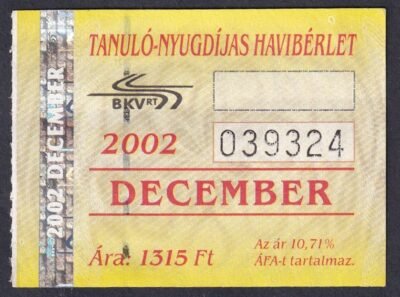 2002 DECEMBER
TANULÓ-NYUGDÍJAS HAVIBÉRLET
BKV RT
2002
039324
DECEMBER
Ára: 1315 Ft
Az ár 10,71%
ÁFA-t tartalmaz.